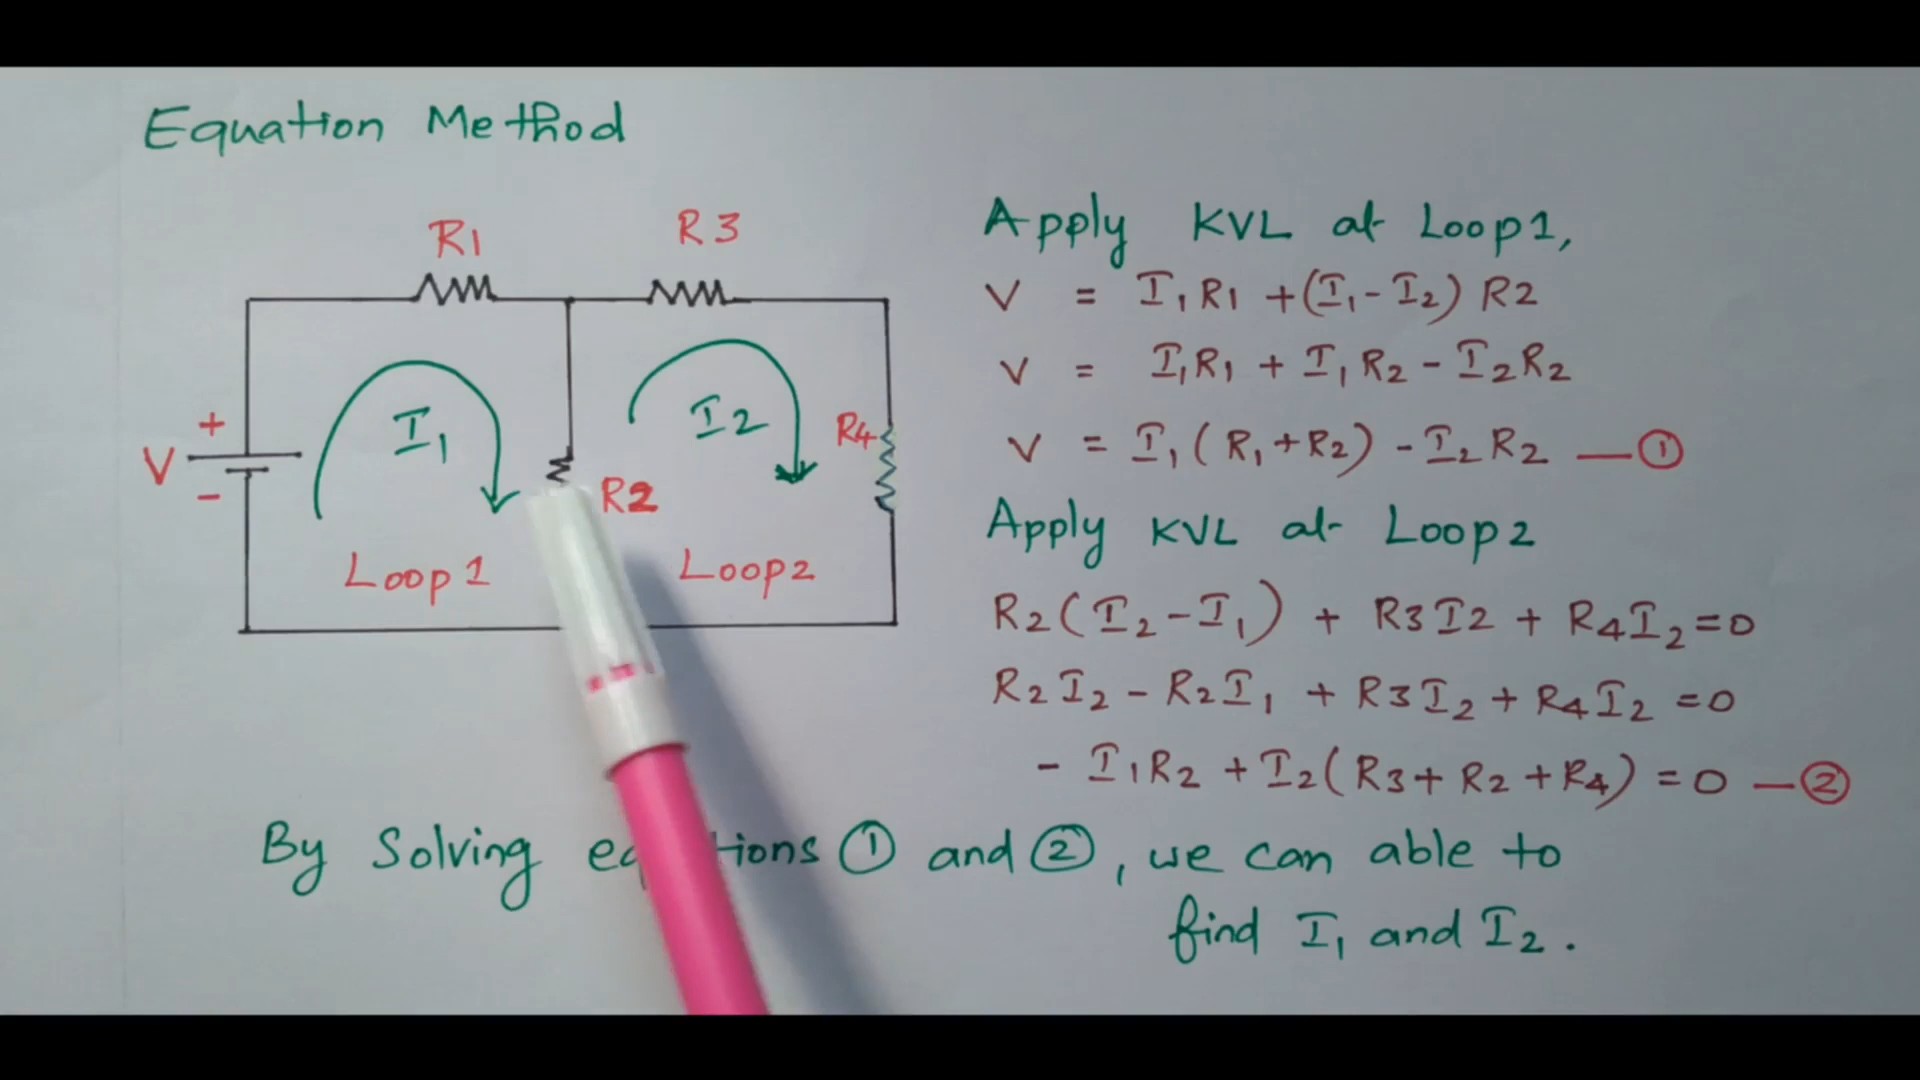 Equation Method
R1
R3
+
V
-
I1
I2
R4
R2
Loop1
Loop2
Apply KVL at Loop1,
V = I1R1 + (I1 - I2) R2
V = I1R1 + I1R2 - I2R2
V = I1(R1+R2) - I2R2 —①
Apply KVL at Loop2
R2(I2-I1) + R3I2 + R4I2=0
R2I2 - R2I1 + R3I2 + R4I2 =0
- I1R2 + I2(R3+R2+R4) = 0 —②
By Solving ① and ②, we can able to
find I1 and I2.